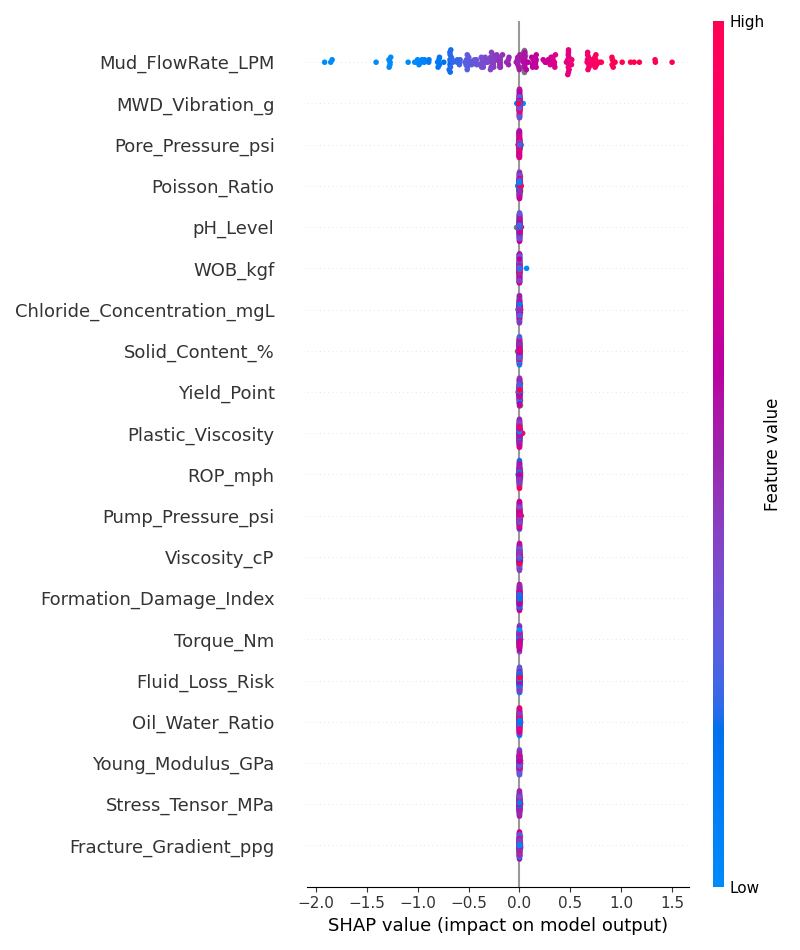 High
Mud_FlowRate_LPM
MWD_Vibration_g
Pore_Pressure_psi
Poisson_Ratio
pH_Level
WOB_kgf
Chloride_Concentration_mgL
Solid_Content_%
Yield_Point
Plastic_Viscosity
ROP_mph
Pump_Pressure_psi
Viscosity_cP
Formation_Damage_Index
Torque_Nm
Fluid_Loss_Risk
Oil_Water_Ratio
Young_Modulus_GPa
Stress_Tensor_MPa
Fracture_Gradient_ppg
Feature value
Low
−2.0 −1.5 −1.0 −0.5 0.0 0.5 1.0 1.5
SHAP value (impact on model output)